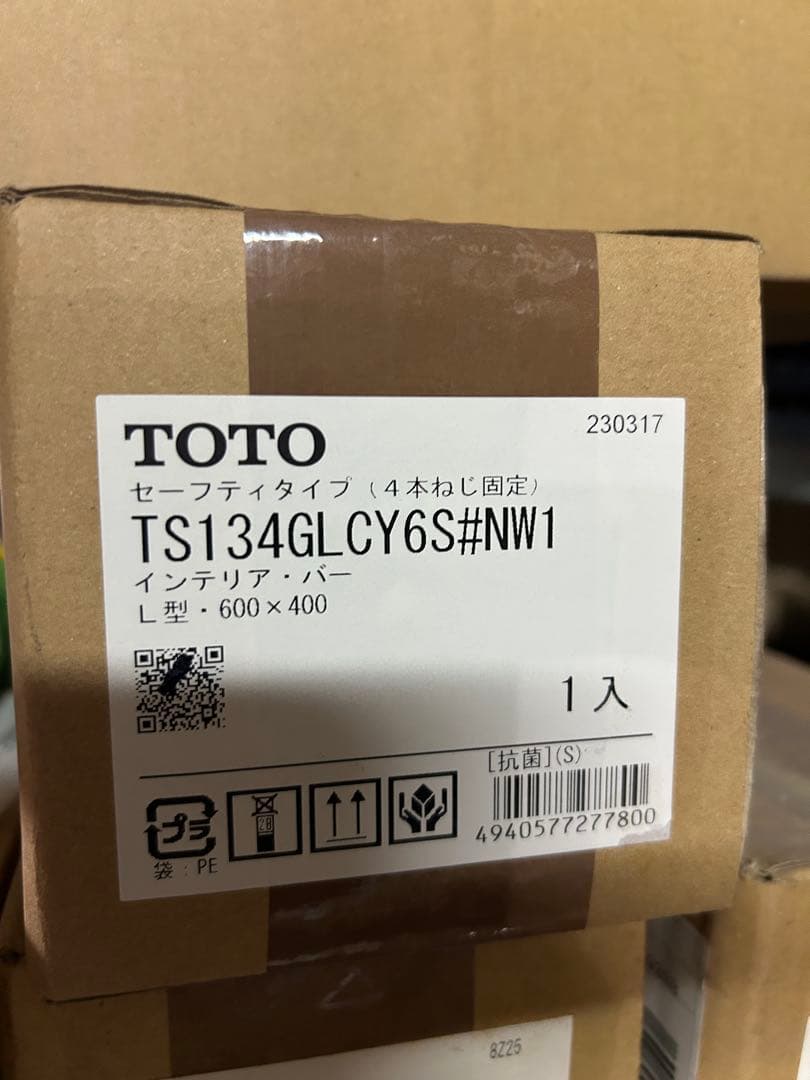 TOTO
230317
セーフティタイプ（４本ねじ固定）
TS134GLCY6S#NW1
インテリア・バー
Ｌ型・600×400
1入
[抗菌](S)
プラ
袋：PE
2B
4940577277800
8Z25